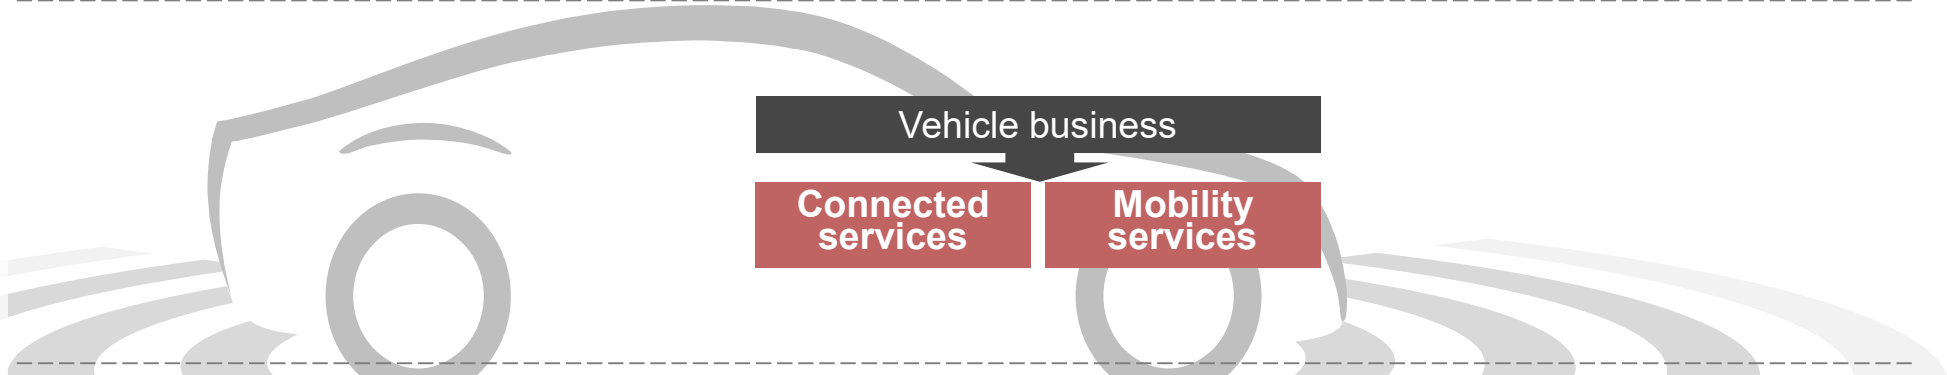 Vehicle business
Connected
services
Mobility
services